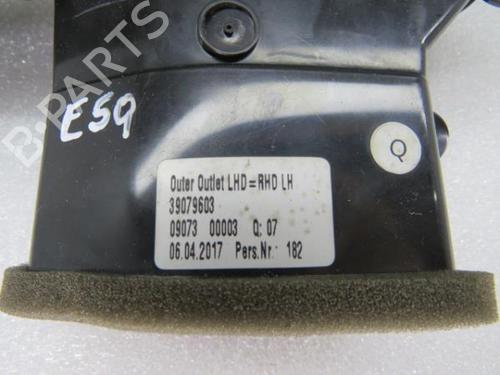 E59
B-PARTS
Q
Outer Outlet LHD=RHD LH
39079603
09073 00003 Q: 07
06.04.2017 Pers.Nr.: 182